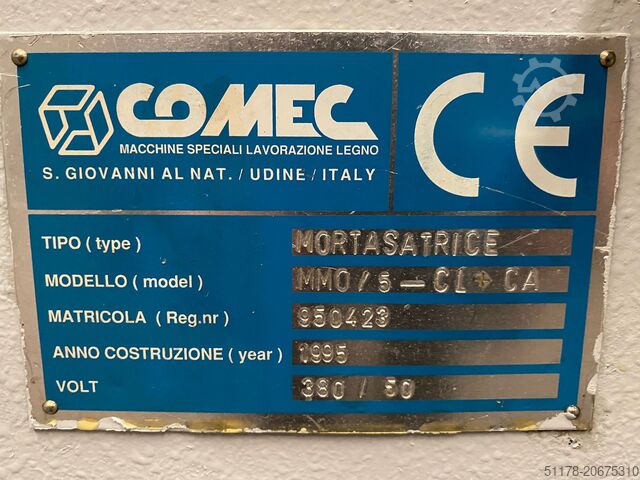 COMEC
MACCHINE SPECIALI LAVORAZIONE LEGNO
S. GIOVANNI AL NAT. / UDINE / ITALY
CE
TIPO ( type ) MORTASATRICE
MODELLO ( model ) MMO/5 - CL + CA
MATRICOLA ( Reg.nr ) 950423
ANNO COSTRUZIONE ( year ) 1995
VOLT 380 / 50
51178-20675310